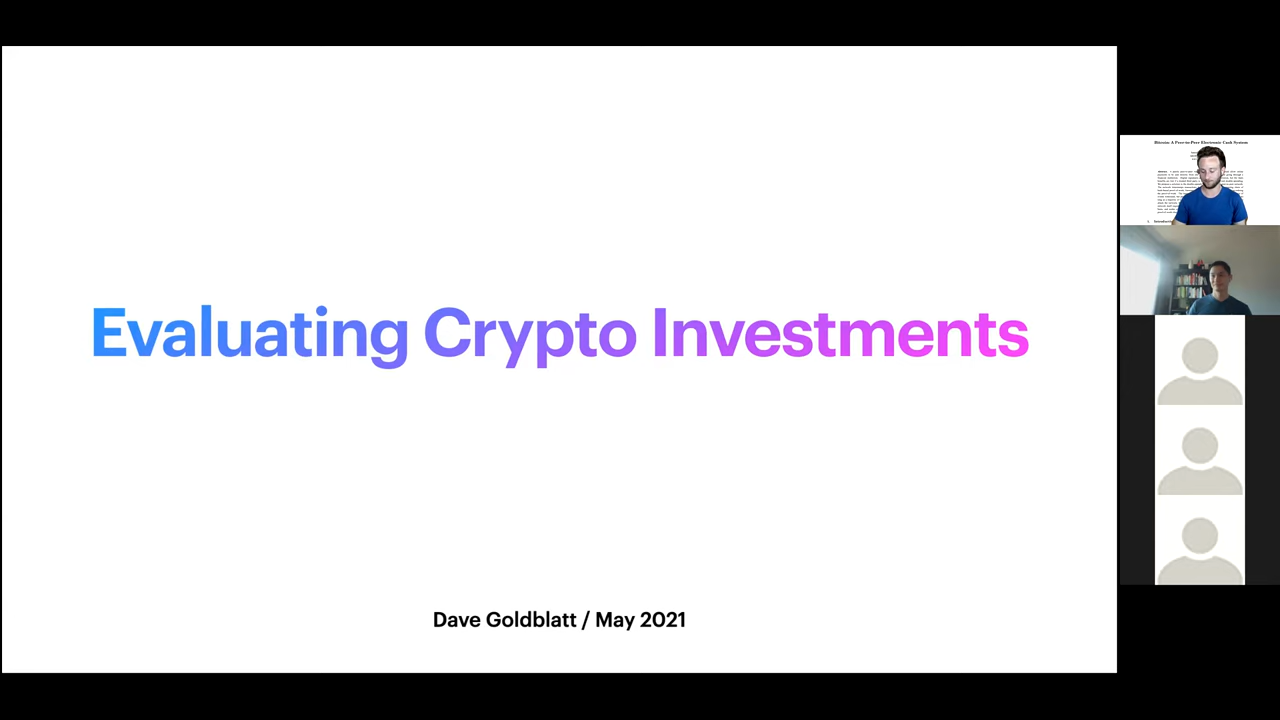 Evaluating Crypto Investments
Dave Goldblatt / May 2021
Bitcoin: A Peer-to-Peer Electronic Cash System